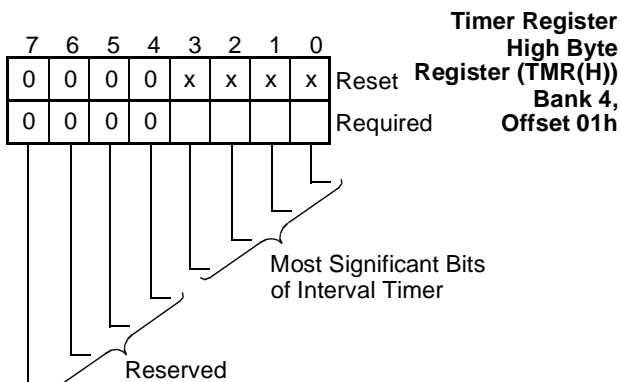 Timer Register
High Byte
Register (TMR(H))
Bank 4,
Offset 01h
7 6 5 4 3 2 1 0
0 0 0 0 x x x x Reset
0 0 0 0 Required
Most Significant Bits
of Interval Timer
Reserved